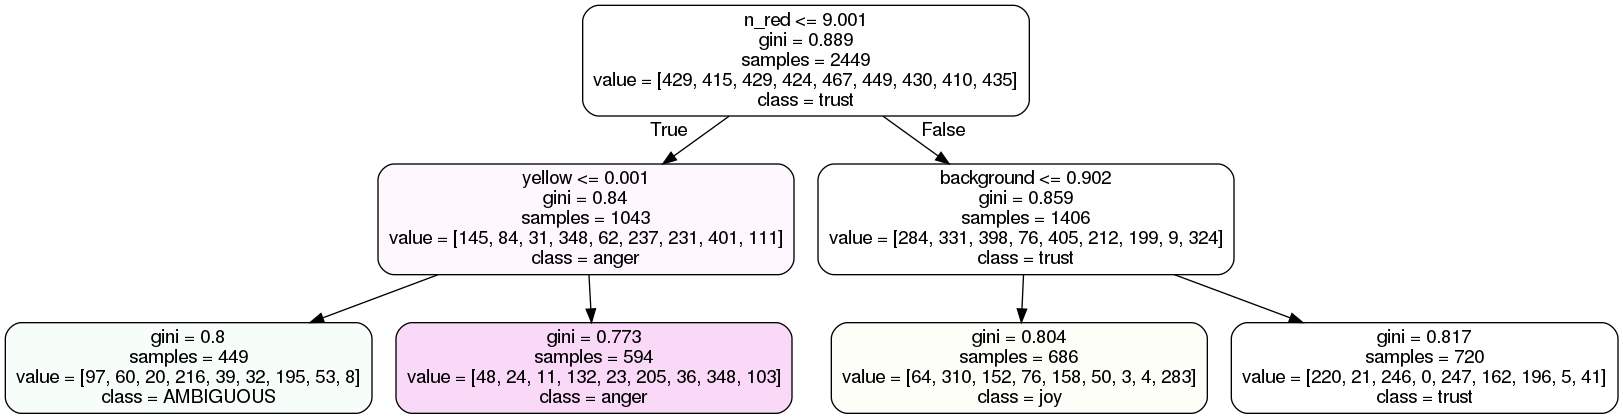 n_red <= 9.001
gini = 0.889
samples = 2449
value = [429, 415, 429, 424, 467, 449, 430, 410, 435]
class = trust
True
False
yellow <= 0.001
gini = 0.84
samples = 1043
value = [145, 84, 31, 348, 62, 237, 231, 401, 111]
class = anger
background <= 0.902
gini = 0.859
samples = 1406
value = [284, 331, 398, 76, 405, 212, 199, 9, 324]
class = trust
gini = 0.8
samples = 449
value = [97, 60, 20, 216, 39, 32, 195, 53, 8]
class = AMBIGUOUS
gini = 0.773
samples = 594
value = [48, 24, 11, 132, 23, 205, 36, 348, 103]
class = anger
gini = 0.804
samples = 686
value = [64, 310, 152, 76, 158, 50, 3, 4, 283]
class = joy
gini = 0.817
samples = 720
value = [220, 21, 246, 0, 247, 162, 196, 5, 41]
class = trust